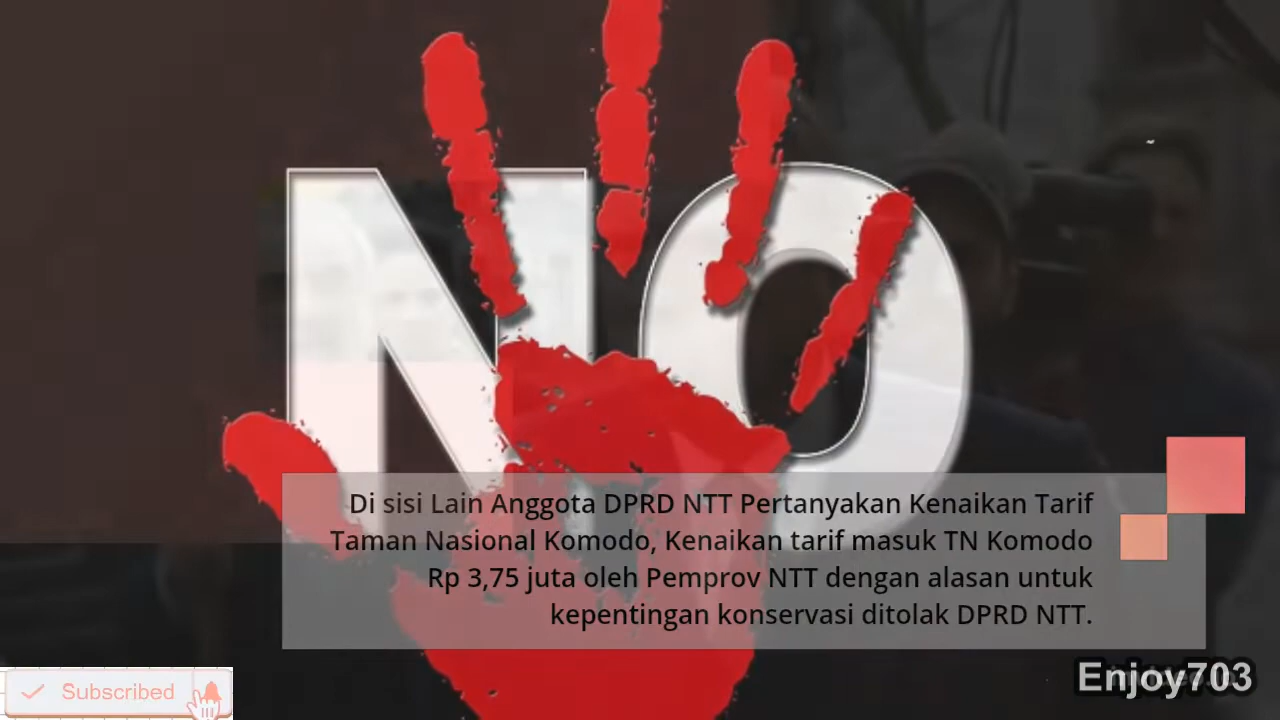 NO
Di sisi Lain Anggota DPRD NTT Pertanyakan Kenaikan Tarif
Taman Nasional Komodo, Kenaikan tarif masuk TN Komodo
Rp 3,75 juta oleh Pemprov NTT dengan alasan untuk
kepentingan konservasi ditolak DPRD NTT.
Subscribed
Enjoy703